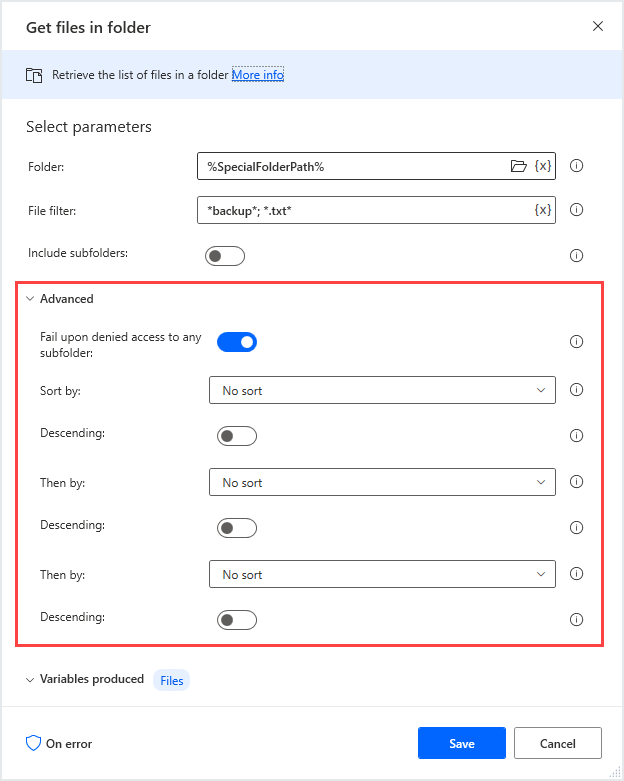 Get files in folder
Retrieve the list of files in a folder More info
Select parameters
Folder:
%SpecialFolderPath%
{x}
File filter:
*backup*; *.txt*
{x}
Include subfolders:
Advanced
Fail upon denied access to any
subfolder:
Sort by:
No sort
Descending:
Then by:
No sort
Descending:
Then by:
No sort
Descending:
Variables produced
Files
On error
Save
Cancel